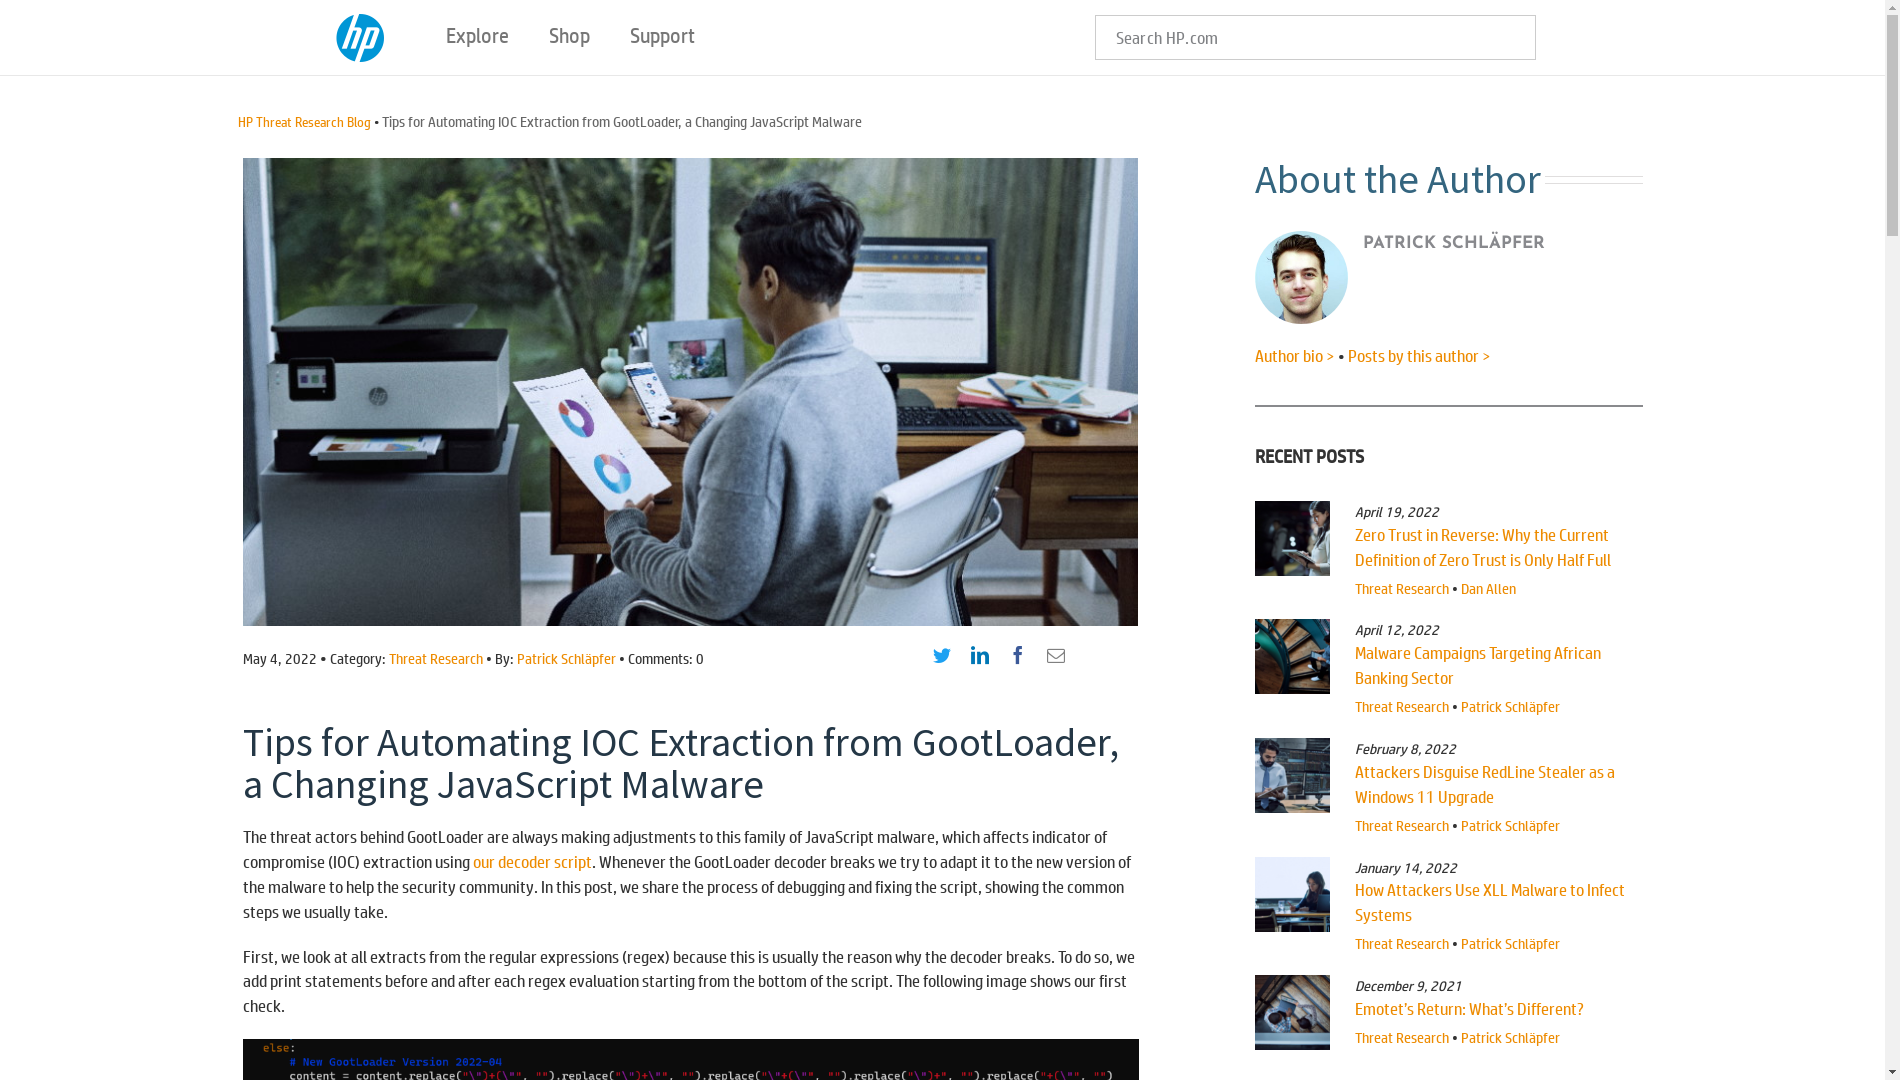 hp
Explore
Shop
Support
Search HP.com
HP Threat Research Blog • Tips for Automating IOC Extraction from GootLoader, a Changing JavaScript Malware
May 4, 2022 • Category: Threat Research • By: Patrick Schläpfer • Comments: 0
Tips for Automating IOC Extraction from GootLoader,
a Changing JavaScript Malware
The threat actors behind GootLoader are always making adjustments to this family of JavaScript malware, which affects indicator of
compromise (IOC) extraction using our decoder script. Whenever the GootLoader decoder breaks we try to adapt it to the new version of
the malware to help the security community. In this post, we share the process of debugging and fixing the script, showing the common
steps we usually take.
First, we look at all extracts from the regular expressions (regex) because this is usually the reason why the decoder breaks. To do so, we
add print statements before and after each regex evaluation starting from the bottom of the script. The following image shows our first
check.
else:
# New GootLoader Version 2022-04
content = content.replace("\")+(\"", "").replace("\")+\"", "").replace("\"+(\"", "").replace("\")+", "").replace("+(\"", "")
About the Author
PATRICK SCHLÄPFER
Author bio > • Posts by this author >
RECENT POSTS
April 19, 2022
Zero Trust in Reverse: Why the Current
Definition of Zero Trust is Only Half Full
Threat Research • Dan Allen
April 12, 2022
Malware Campaigns Targeting African
Banking Sector
Threat Research • Patrick Schläpfer
February 8, 2022
Attackers Disguise RedLine Stealer as a
Windows 11 Upgrade
Threat Research • Patrick Schläpfer
January 14, 2022
How Attackers Use XLL Malware to Infect
Systems
Threat Research • Patrick Schläpfer
December 9, 2021
Emotet's Return: What's Different?
Threat Research • Patrick Schläpfer